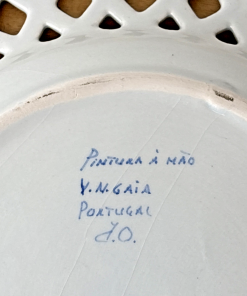 PINTURA À MÃO
V.N.GAIA
PORTUGAL
J.O.